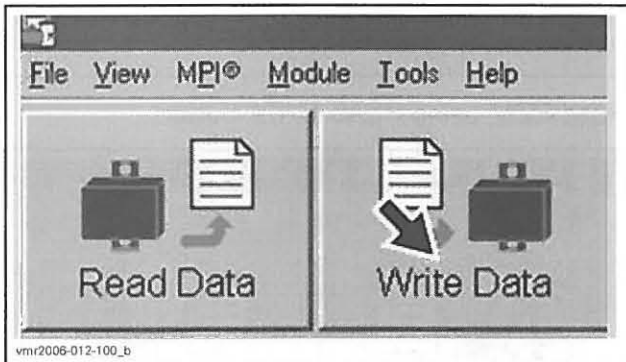 File View MPI® Module Tools Help
Read Data Write Data
vmr2006-012-100_b